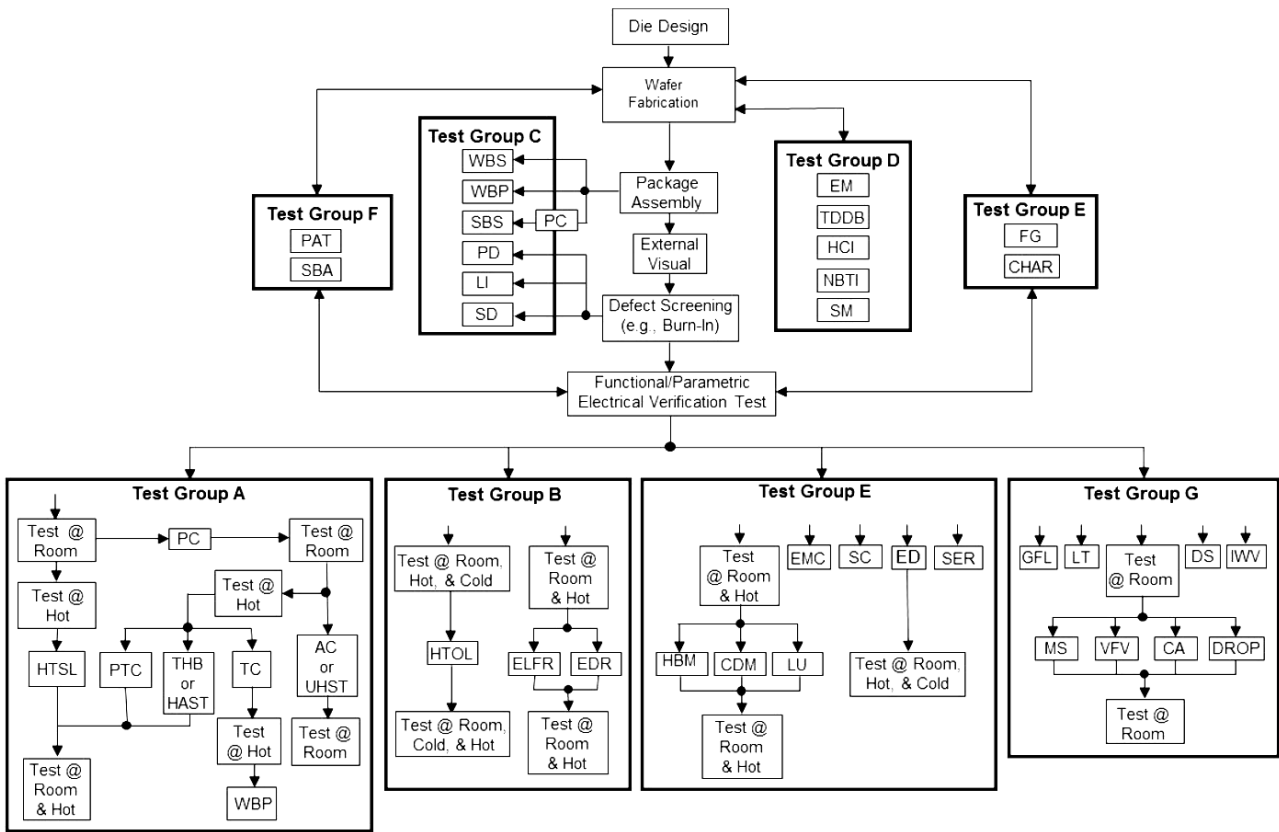 Die Design
Wafer
Fabrication
Test Group C
WBS
WBP
SBS
PC
PD
LI
SD
Package
Assembly
External
Visual
Defect Screening
(e.g., Burn-In)
Test Group D
EM
TDDB
HCI
NBTI
SM
Test Group F
PAT
SBA
Test Group E
FG
CHAR
Functional/Parametric
Electrical Verification Test
Test Group A
Test @
Room
PC
Test @
Room
Test @
Hot
Test @
Hot
HTSL
PTC
THB
or
HAST
TC
AC
or
UHST
Test
@ Hot
Test @
Room
Test @
Room
& Hot
WBP
Test Group B
Test @ Room,
Hot, & Cold
Test @
Room
& Hot
HTOL
ELFR
EDR
Test @ Room,
Cold, & Hot
Test @
Room
& Hot
Test Group E
Test
@ Room
& Hot
EMC
SC
ED
SER
HBM
CDM
LU
Test @ Room,
Hot, & Cold
Test @
Room
& Hot
Test Group G
GFL
LT
Test
@ Room
DS
IWV
MS
VFV
CA
DROP
Test @
Room